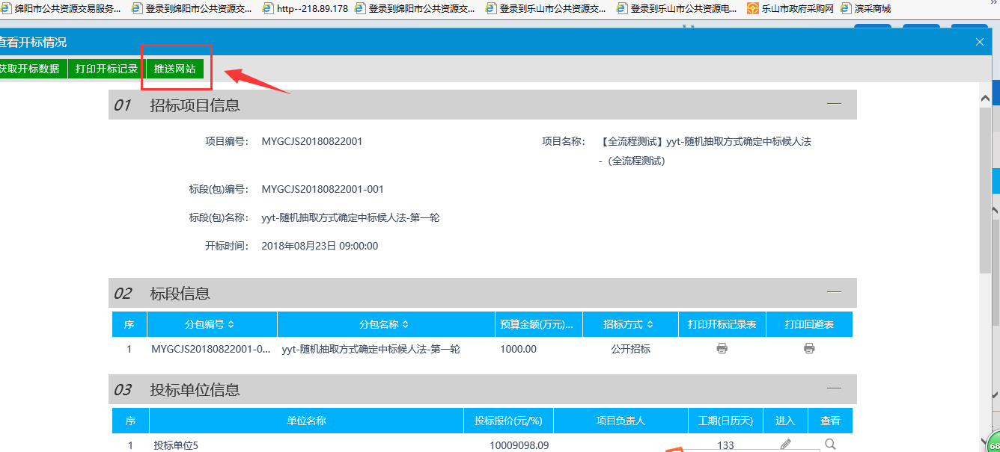 绵阳市公共资源交易服务... 登录到绵阳市公共资源交... http--218.89.178 登录到绵阳市公共资源交... 登录到乐山市公共资源交... 登录到乐山市公共资源电... 乐山市政府采购网 滨采商城
查看开标情况
获取开标数据 打印开标记录 推送网站
01 招标项目信息
项目编号: MYGCJS20180822001 项目名称: 【全流程测试】yyt-随机抽取方式确定中标候人法
-（全流程测试）
标段(包)编号: MYGCJS20180822001-001
标段(包)名称: yyt-随机抽取方式确定中标候人法-第一轮
开标时间: 2018年08月23日 09:00:00
02 标段信息
序 分包编号 分包名称 预算金额(万元)... 招标方式 打印开标记录表 打印回避表
1 MYGCJS20180822001-0... yyt-随机抽取方式确定中标候人法-第一轮 1000.00 公开招标
03 投标单位信息
序 单位名称 投标报价(元/%) 项目负责人 工期(日历天) 进入 查看
1 投标单位5 10009098.09 133
68